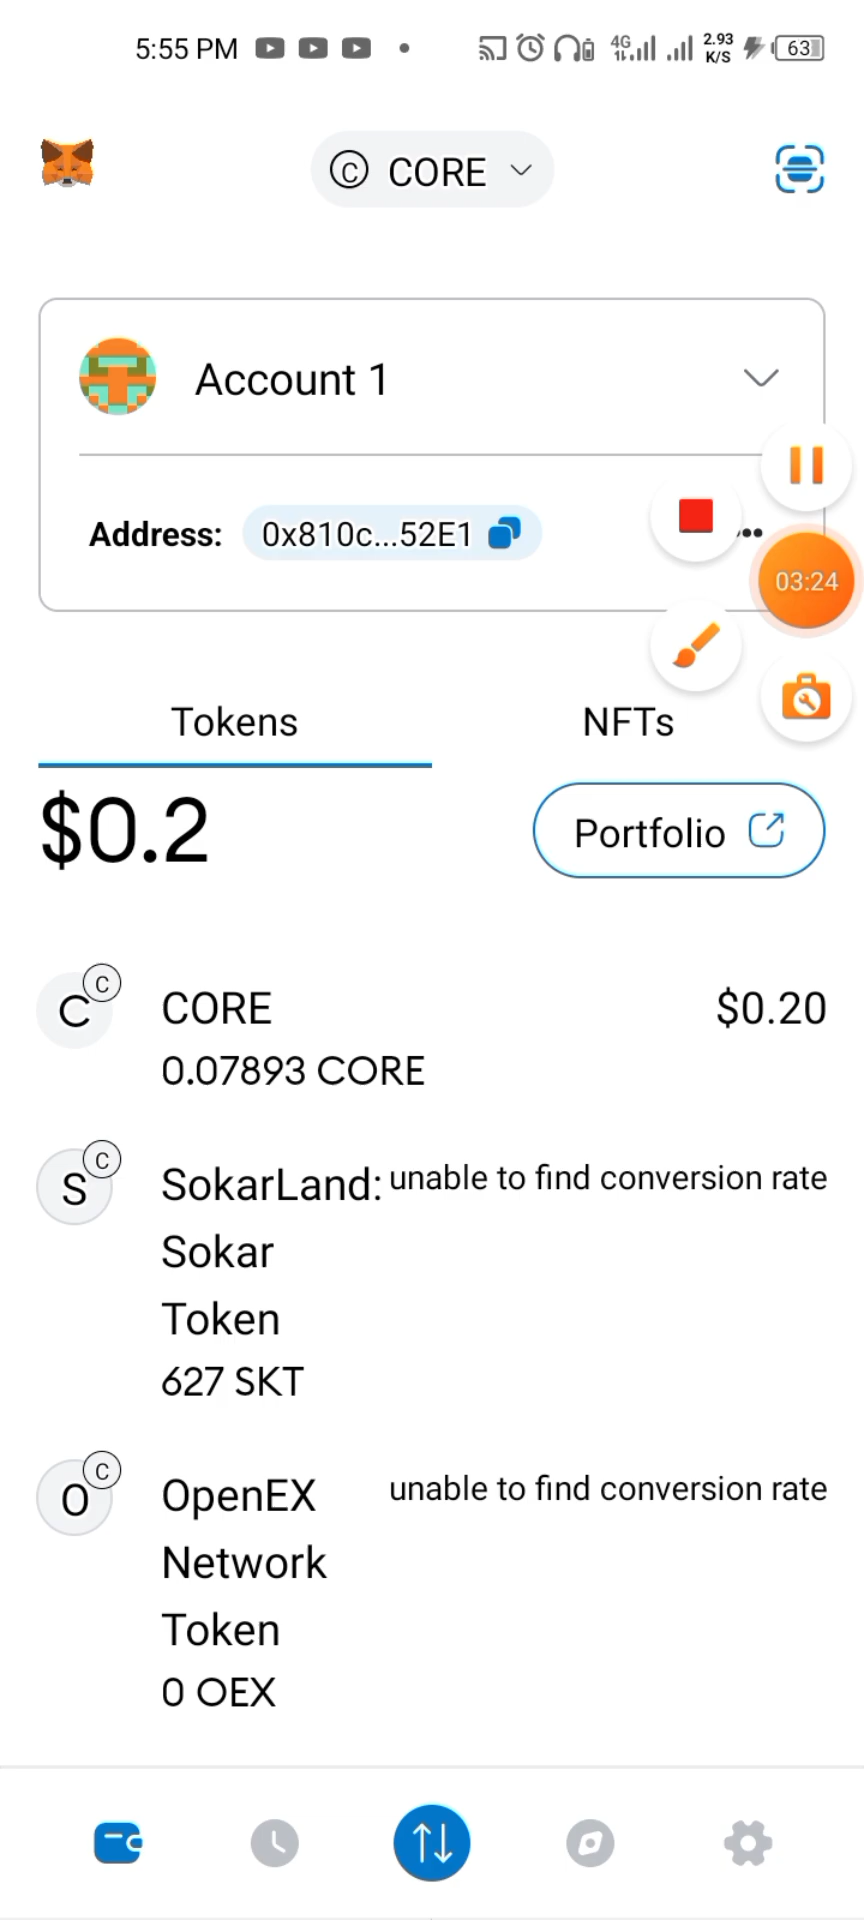 5:55 PM
4G
2.93
K/S
63
C CORE
Account 1
Address: 0x810c...52E1
03:24
Tokens
NFTs
$0.2
Portfolio
C
C
CORE
$0.20
0.07893 CORE
C
S
SokarLand: unable to find conversion rate
Sokar
Token
627 SKT
C
O
OpenEX unable to find conversion rate
Network
Token
0 OEX